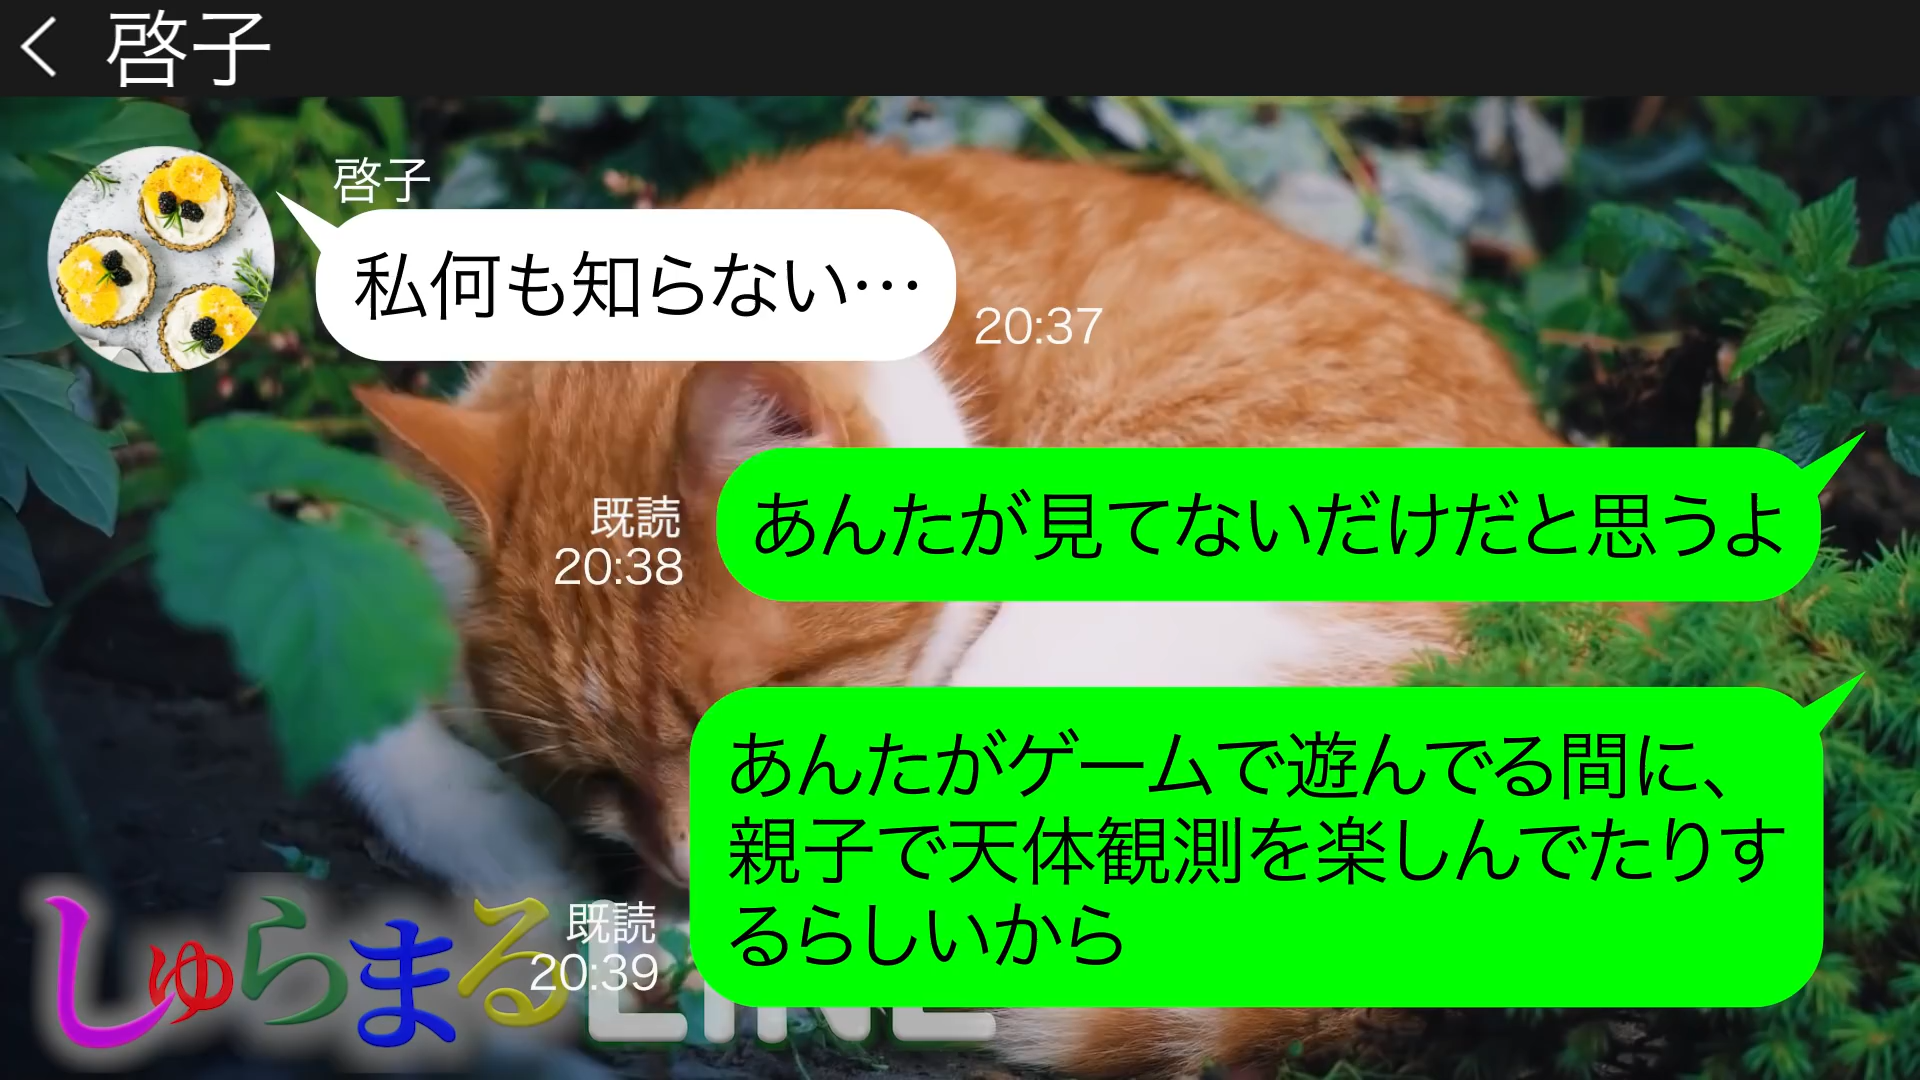 啓子
啓子
私何も知らない…
20:37
あんたが見てないだけだと思うよ
既読
20:38
あんたがゲームで遊んでる間に、
親子で天体観測を楽しんでたりす
るらしいから
既読
20:39
しゅらまるLINE